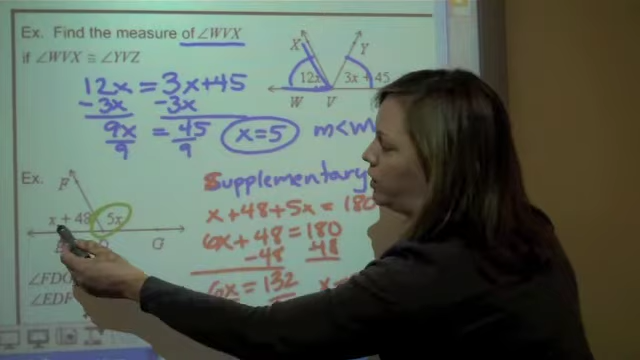 Ex. Find the measure of ∠WVX
if ∠WVX ≅ ∠YVZ
X
Y
12x
3x + 45
W
V
12x = 3x+45
-3x -3x
9x = 45
9 9
x=5
m<
Ex.
F
x + 48
5x
G
Supplementary
x+48+5x = 180
6x+48 = 180
-48 -48
6x = 132
∠EDF